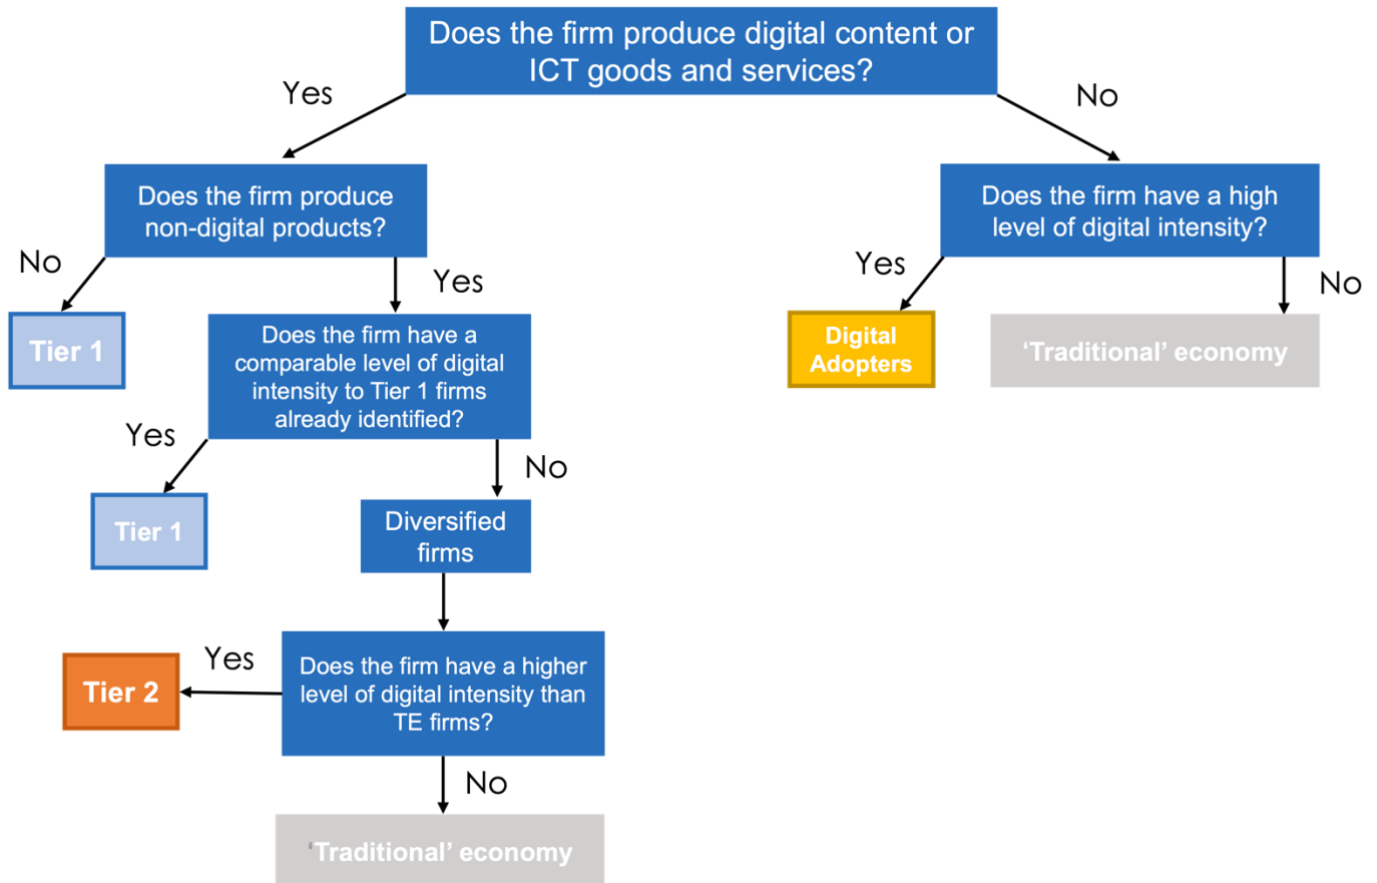 Does the firm produce digital content or
ICT goods and services?
Yes
No
Does the firm produce
non-digital products?
Does the firm have a high
level of digital intensity?
No
Yes
Yes
No
Tier 1
Does the firm have a
comparable level of digital
intensity to Tier 1 firms
already identified?
Digital
Adopters
‘Traditional’ economy
Yes
No
Tier 1
Diversified
firms
Yes
Tier 2
Does the firm have a higher
level of digital intensity than
TE firms?
No
‘Traditional’ economy